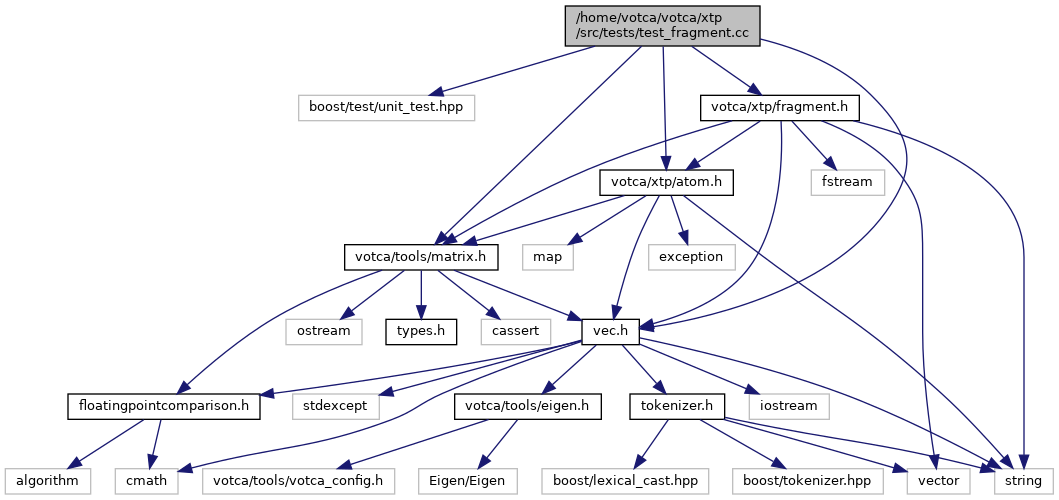 /home/votca/votca/xtp
/src/tests/test_fragment.cc
boost/test/unit_test.hpp
votca/xtp/fragment.h
votca/xtp/atom.h
fstream
votca/tools/matrix.h
map
exception
ostream
types.h
cassert
vec.h
floatingpointcomparison.h
stdexcept
votca/tools/eigen.h
tokenizer.h
iostream
algorithm
cmath
votca/tools/votca_config.h
Eigen/Eigen
boost/lexical_cast.hpp
boost/tokenizer.hpp
vector
string